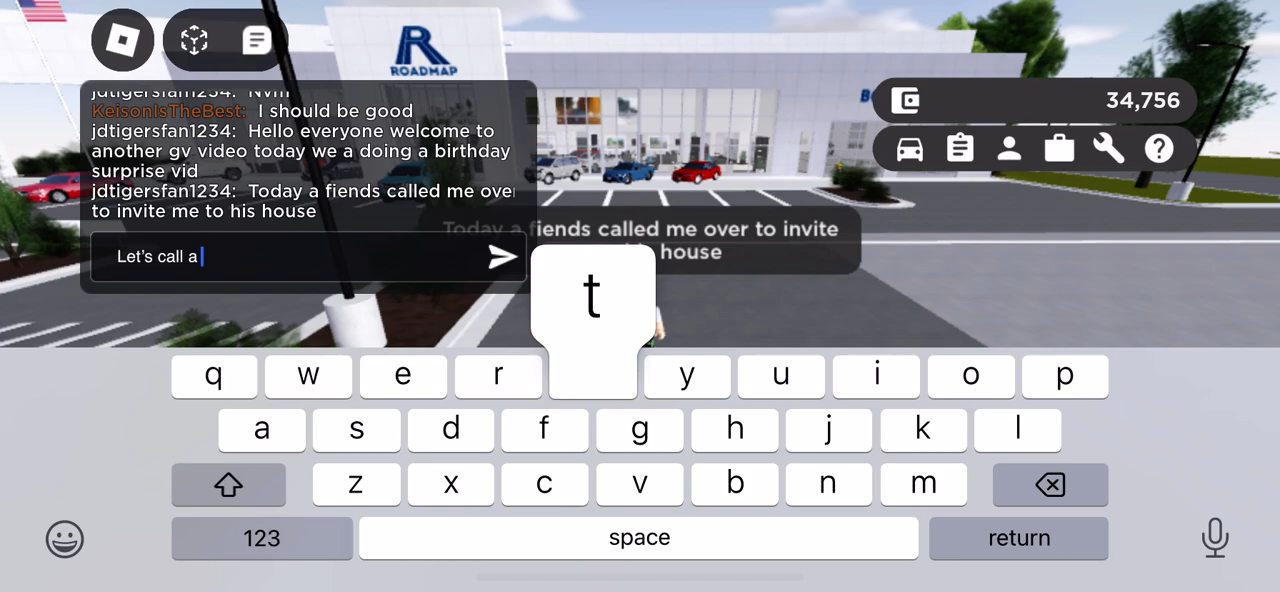 R
ROADMAP
34,756
jdtigersfan1234: Nvm
KeisonIsTheBest: I should be good
jdtigersfan1234: Hello everyone welcome to
another gv video today we a doing a birthday
surprise vid
jdtigersfan1234: Today a fiends called me over
to invite me to his house
Today a fiends called me over to invite
house
Let's call a
t
q w e r y u i o p
a s d f g h j k l
z x c v b n m
123 space return